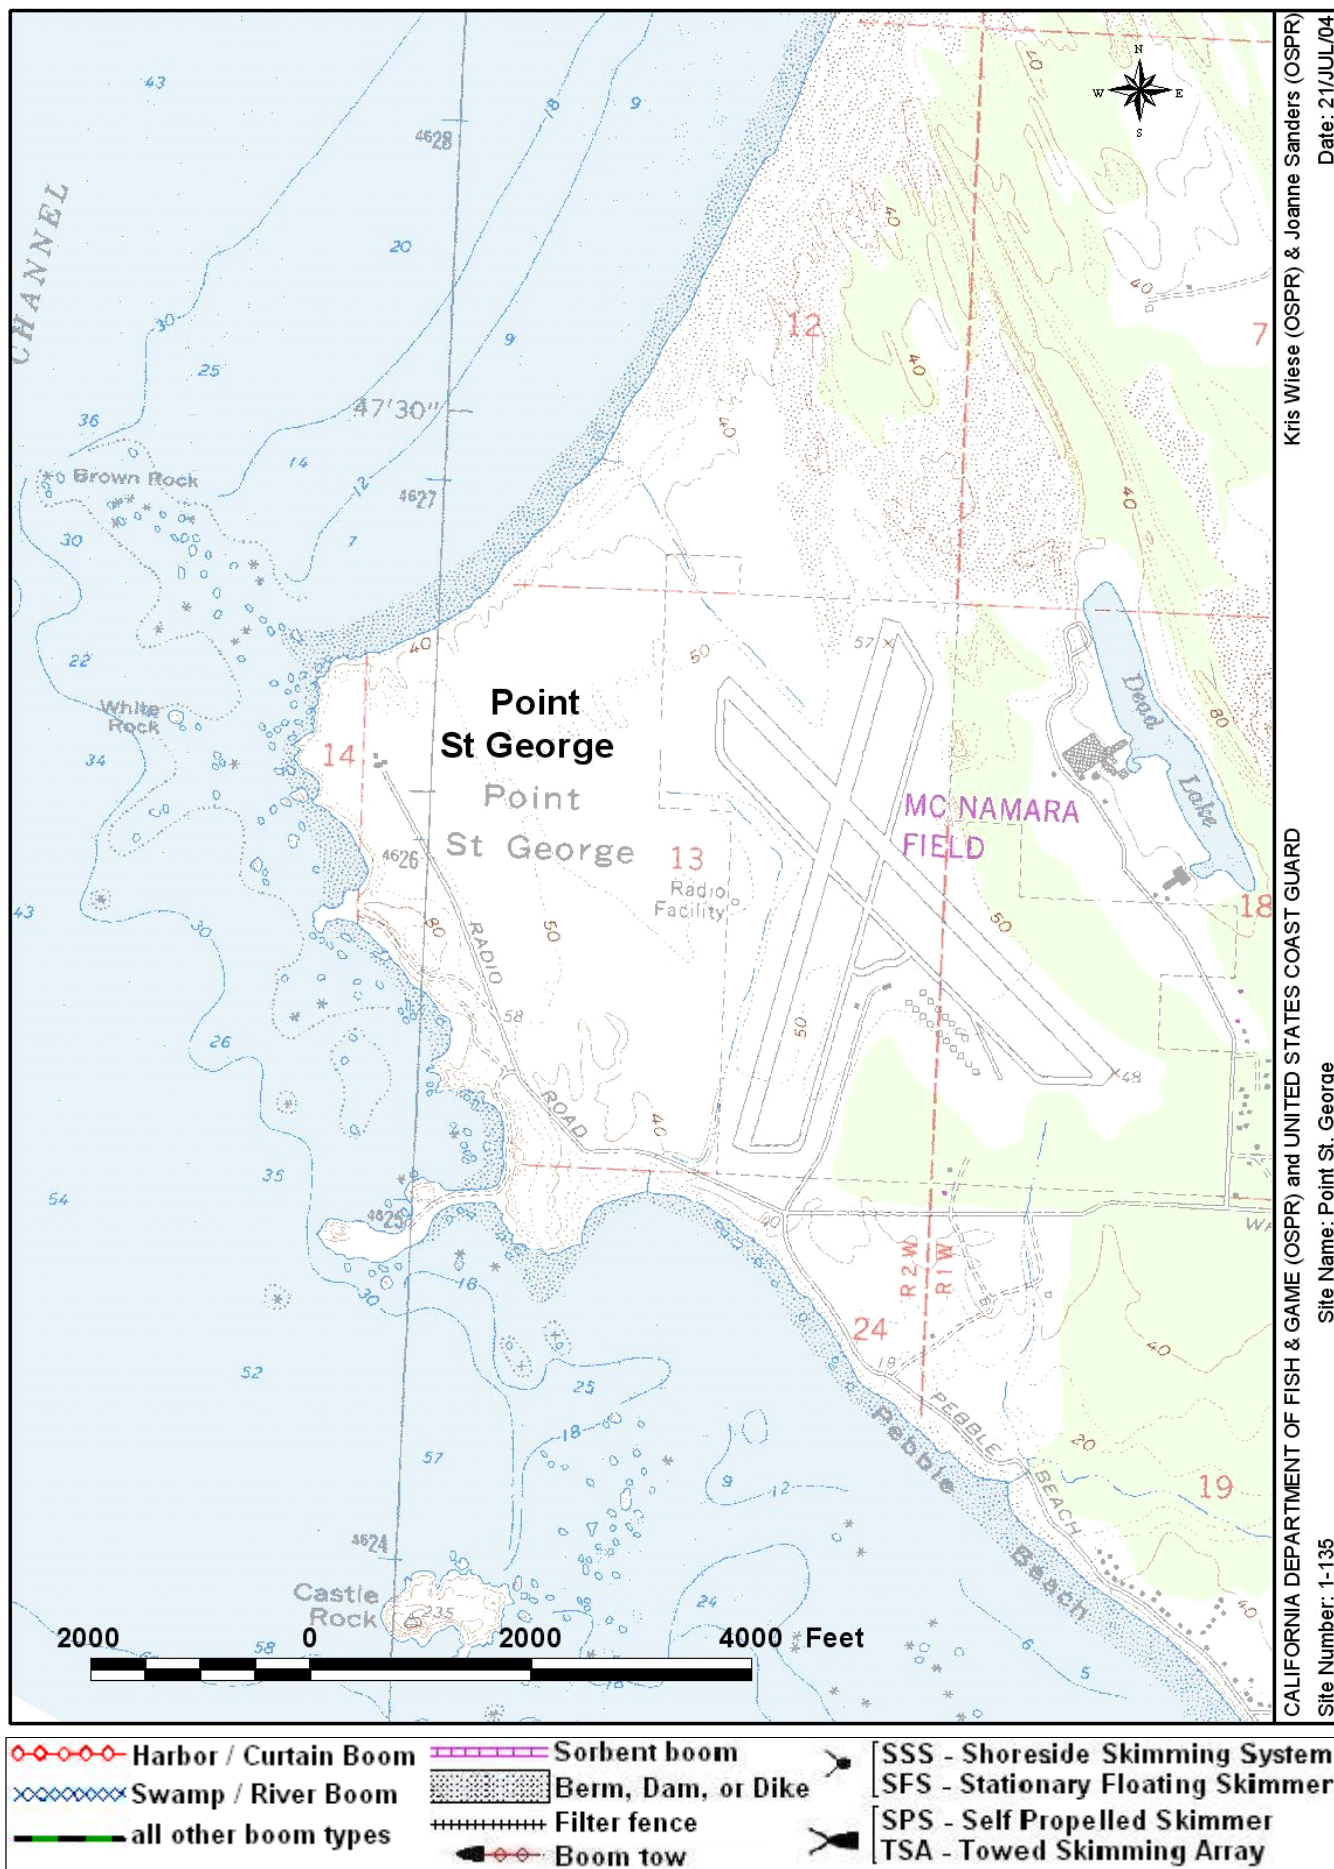 43
18
9
N
W
E
S
40
4628
CHANNEL
20
40
40
30
12
7
9
25
40
47'30"
36
40
14
Brown Rock
12
4627
40
30
7
57
40
50
22
Dead
Lake
White
Rock
Point
St George
80
14
34
Point
St George
MC NAMARA
FIELD
4626
13
Radio
Facility
18
43
30
80
RADIO
50
50
58
50
26
48
ROAD
40
35
54
4625
40
WA
R2W
R1W
16
30
24
40
19
52
25
PEBBLE
BEACH
18
Pebble
Beach
20
57
9
12
19
4624
Castle
Rock
235
24
40
2000 0 2000 4000 Feet
58
6
5
16
Kris Wiese (OSPR) & Joanne Sanders (OSPR)
Date: 21/JUL/04
CALIFORNIA DEPARTMENT OF FISH & GAME (OSPR) and UNITED STATES COAST GUARD
Site Number: 1-135
Site Name: Point St. George
Harbor / Curtain Boom
Swamp / River Boom
all other boom types
Sorbent boom
Berm, Dam, or Dike
Filter fence
Boom tow
SSS - Shoreside Skimming System
SFS - Stationary Floating Skimmer
SPS - Self Propelled Skimmer
TSA - Towed Skimming Array